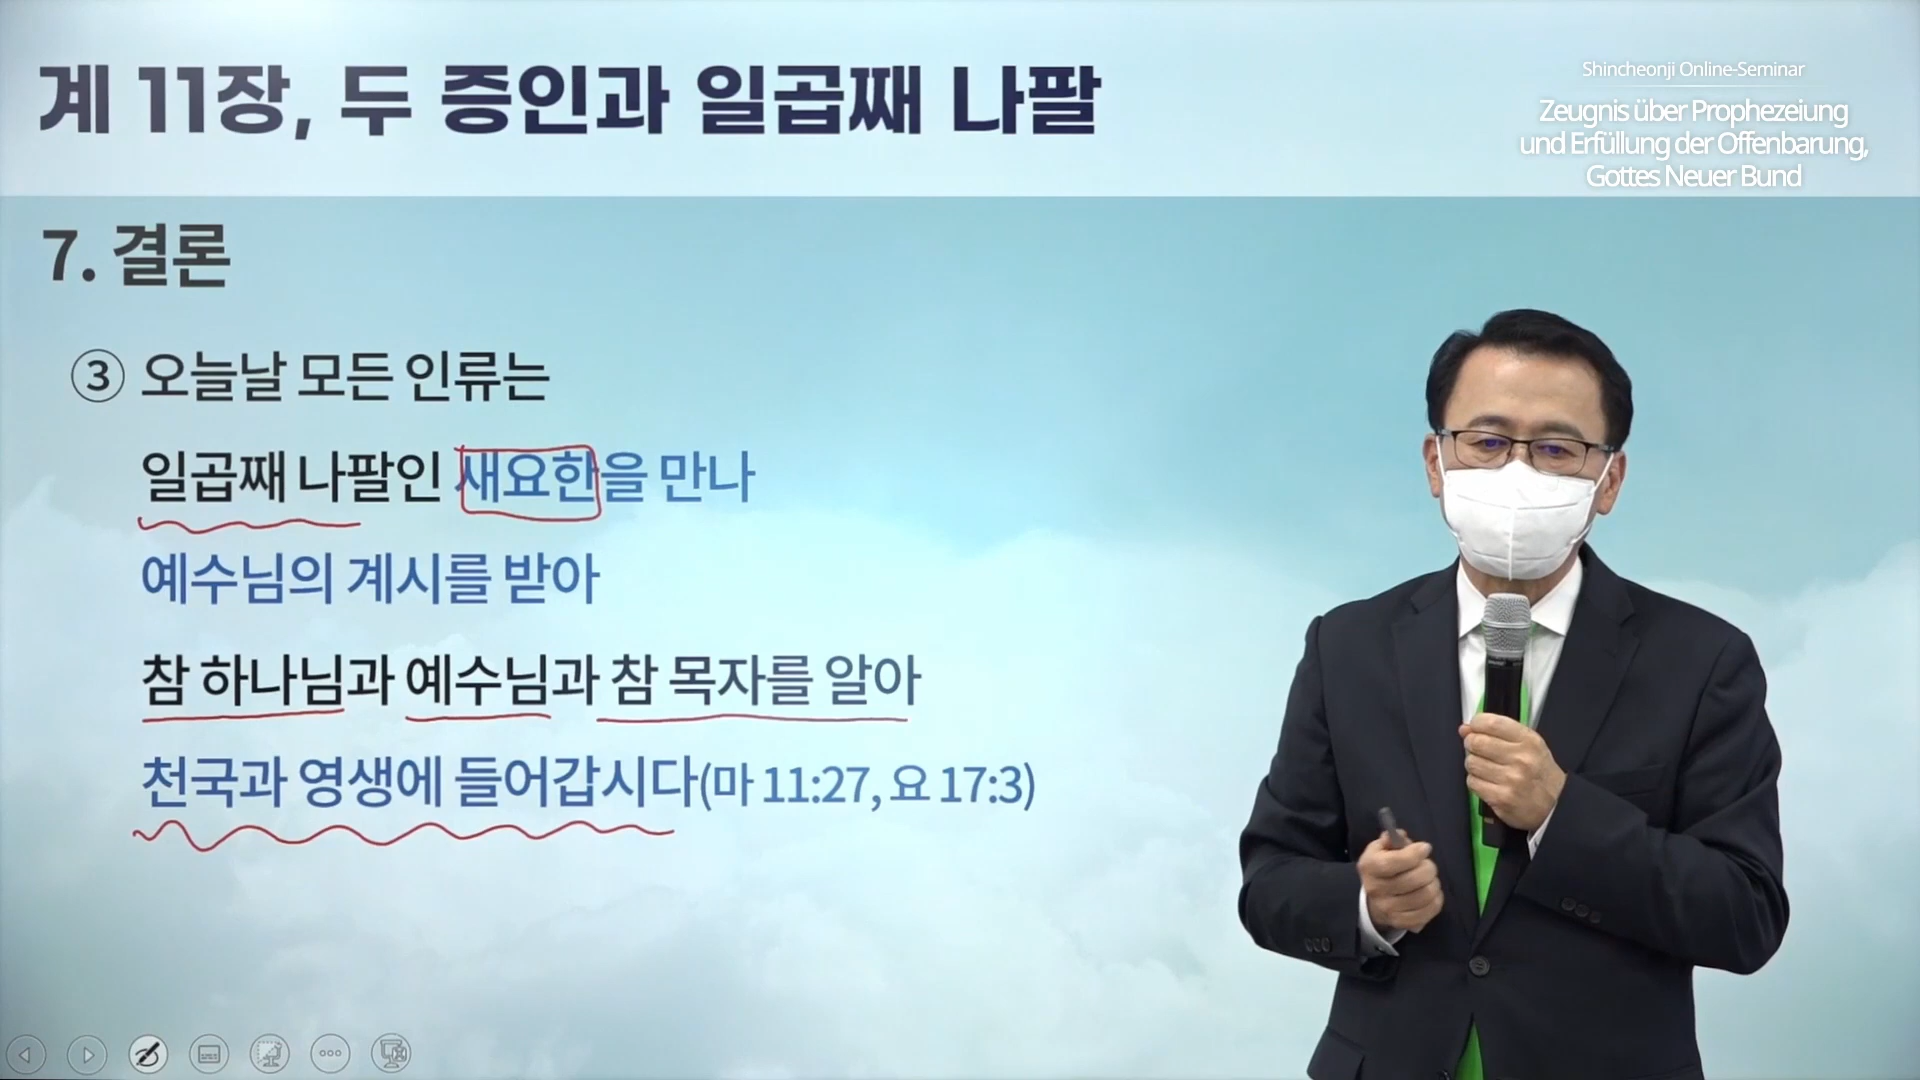 계 11장, 두 증인과 일곱째 나팔
Shincheonji Online-Seminar
Zeugnis über Prophezeiung
und Erfüllung der Offenbarung,
Gottes Neuer Bund
7. 결론
③ 오늘날 모든 인류는
일곱째 나팔인 새요한을 만나
예수님의 계시를 받아
참 하나님과 예수님과 참 목자를 알아
천국과 영생에 들어갑시다(마 11:27, 요 17:3)